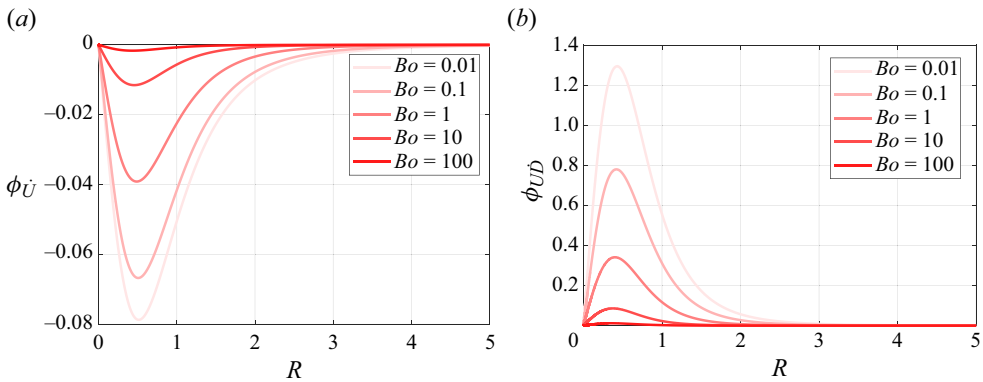 (a)
0
–0.02
–0.04
–0.06
–0.08
ϕU̇
0 1 2 3 4 5
R
Bo = 0.01
Bo = 0.1
Bo = 1
Bo = 10
Bo = 100
(b)
1.4
1.2
1.0
0.8
0.6
0.4
0.2
ϕUḊ
0 1 2 3 4 5
R
Bo = 0.01
Bo = 0.1
Bo = 1
Bo = 10
Bo = 100